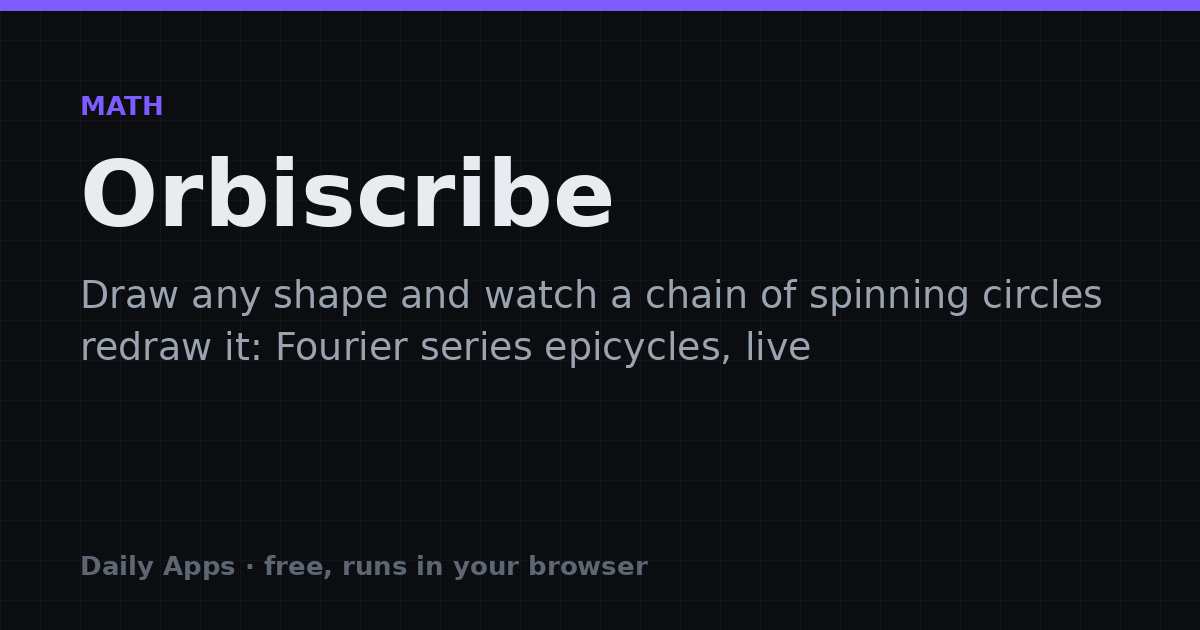 MATH
Orbiscribe
Draw any shape and watch a chain of spinning circles
redraw it: Fourier series epicycles, live
Daily Apps · free, runs in your browser